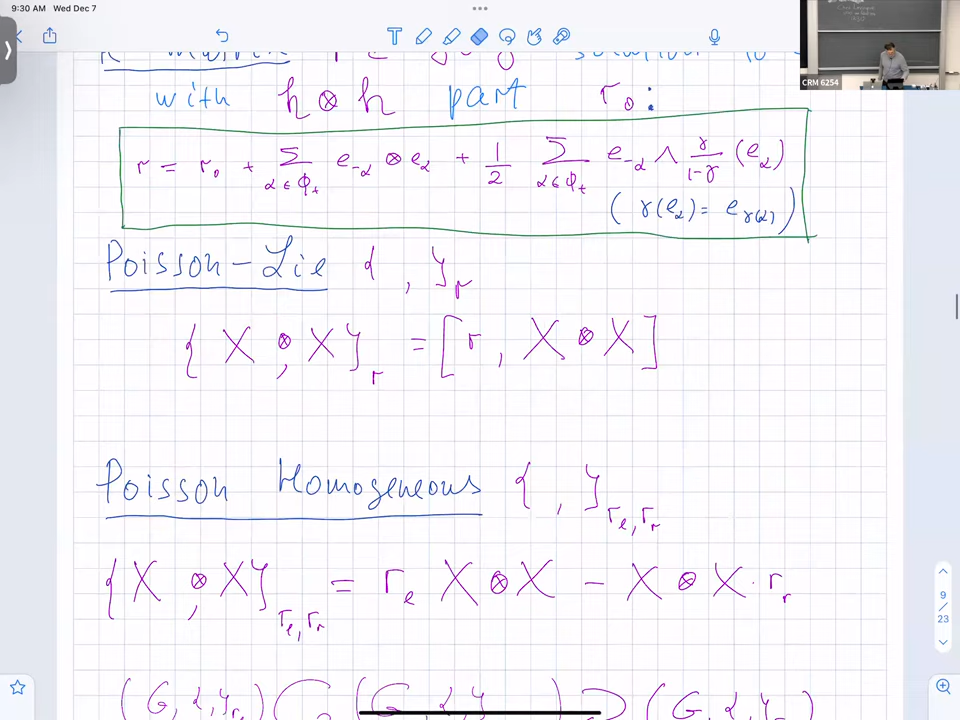 9:30 AM Wed Dec 7
CRM 6254
with h ⊗ h part r₀ :
r = r₀ + Σ_{α ∈ Φ₊} e_{-α} ⊗ e_α + 1/2 Σ_{α ∈ Φ₊} e_{-α} ∧ γ/(1-γ) (e_α)
( γ(e_α) = e_{γ(α)} )
Poisson-Lie { , }_r
{ X ⊗, X }_r = [ r , X ⊗ X ]
Poisson Homogeneous { , }_{r_ℓ, r_r}
{ X ⊗, X }_{r_ℓ, r_r} = r_ℓ X ⊗ X - X ⊗ X · r_r
9
/
23